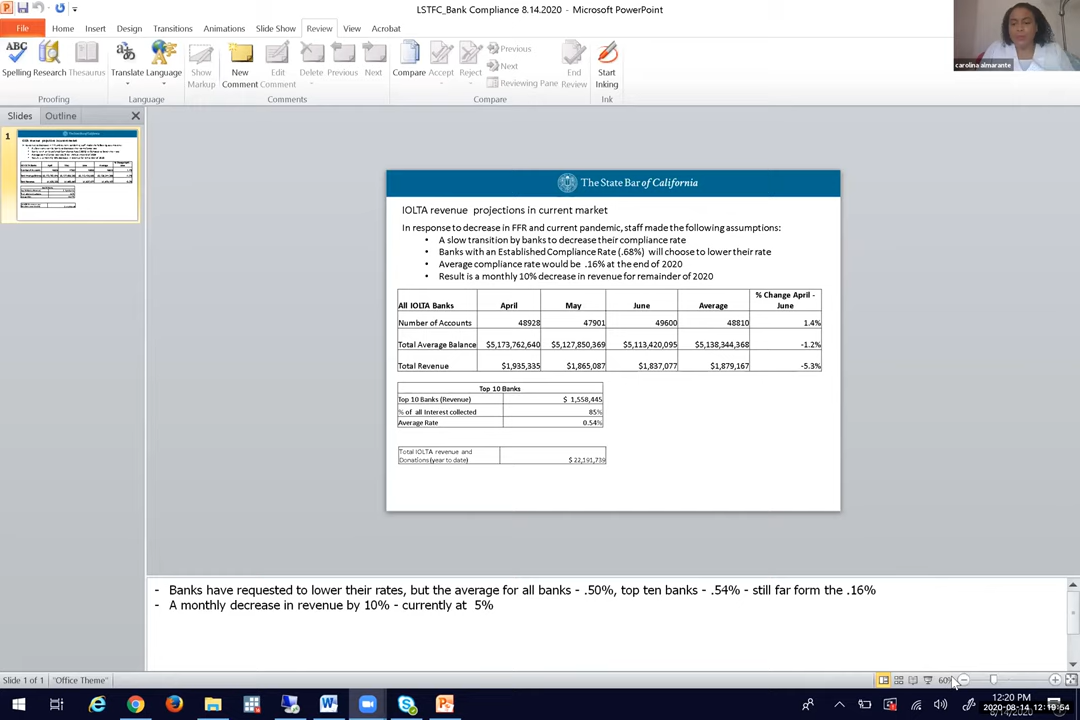 LSTFC_Bank Compliance 8.14.2020 - Microsoft PowerPoint
File Home Insert Design Transitions Animations Slide Show Review View Acrobat
ABC
Spelling Research Thesaurus
Translate Language
Show Markup
New Comment
Edit Comment
Delete Previous Next
Compare Accept Reject
Previous
Next
Reviewing Pane
End Review
Start Inking
Proofing Language Comments Compare Ink
carolina almarante
Slides Outline
1
The State Bar of California
IOLTA revenue projections in current market
In response to decrease in FFR and current pandemic, staff made the following assumptions:
• A slow transition by banks to decrease their compliance rate
• Banks with an Established Compliance Rate (.68%) will choose to lower their rate
• Average compliance rate would be .16% at the end of 2020
• Result is a monthly 10% decrease in revenue for remainder of 2020
All IOLTA Banks April May June Average % Change April - June
Number of Accounts 48928 47901 49600 48810 1.4%
Total Average Balance $5,173,762,640 $5,127,850,369 $5,113,420,095 $5,138,344,368 -1.2%
Total Revenue $1,935,335 $1,865,087 $1,837,077 $1,879,167 -5.3%
Top 10 Banks
Top 10 Banks (Revenue) $ 1,558,445
% of all Interest collected 85%
Average Rate 0.54%
Total IOLTA revenue and
Donations (year to date) $ 22,191,739
- Banks have requested to lower their rates, but the average for all banks - .50%, top ten banks - .54% - still far form the .16%
- A monthly decrease in revenue by 10% - currently at 5%
Slide 1 of 1 "Office Theme" 60%
12:20 PM
2020-08-14 12:19:54